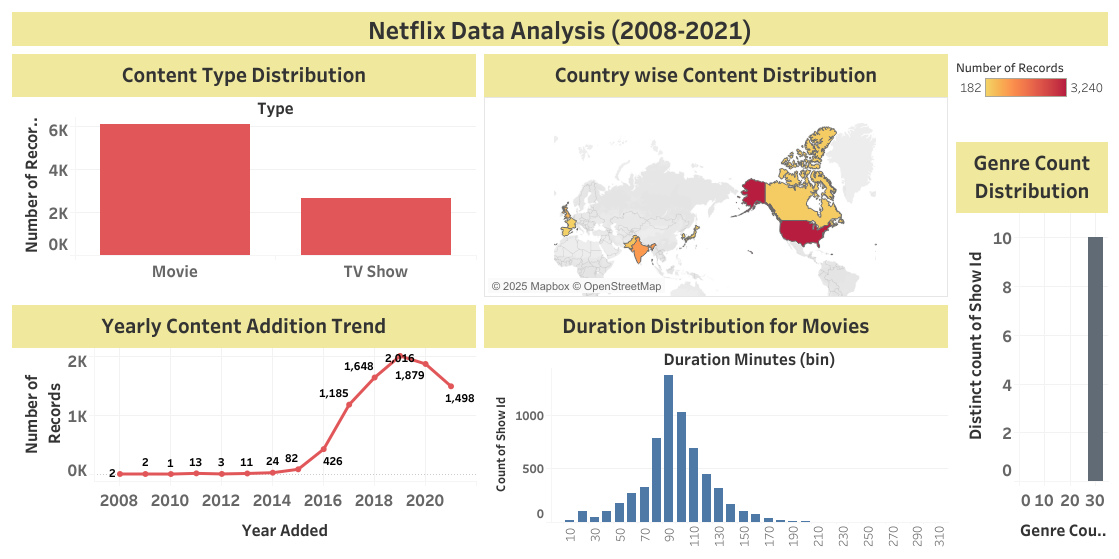 Netflix Data Analysis (2008-2021)
Content Type Distribution
Type
Number of Recor..
6K
4K
2K
0K
Movie
TV Show
Country wise Content Distribution
© 2025 Mapbox © OpenStreetMap
Number of Records
182
3,240
Yearly Content Addition Trend
Number of
Records
2K
1K
0K
2
2
1
13
3
11
24
82
426
1,185
1,648
2,016
1,879
1,498
2008
2010
2012
2014
2016
2018
2020
Year Added
Duration Distribution for Movies
Duration Minutes (bin)
Count of Show Id
1000
500
0
10
30
50
70
90
110
130
150
170
190
210
230
250
270
290
310
Genre Count
Distribution
Distinct count of Show Id
10
8
6
4
2
0
0
10
20
30
Genre Cou..